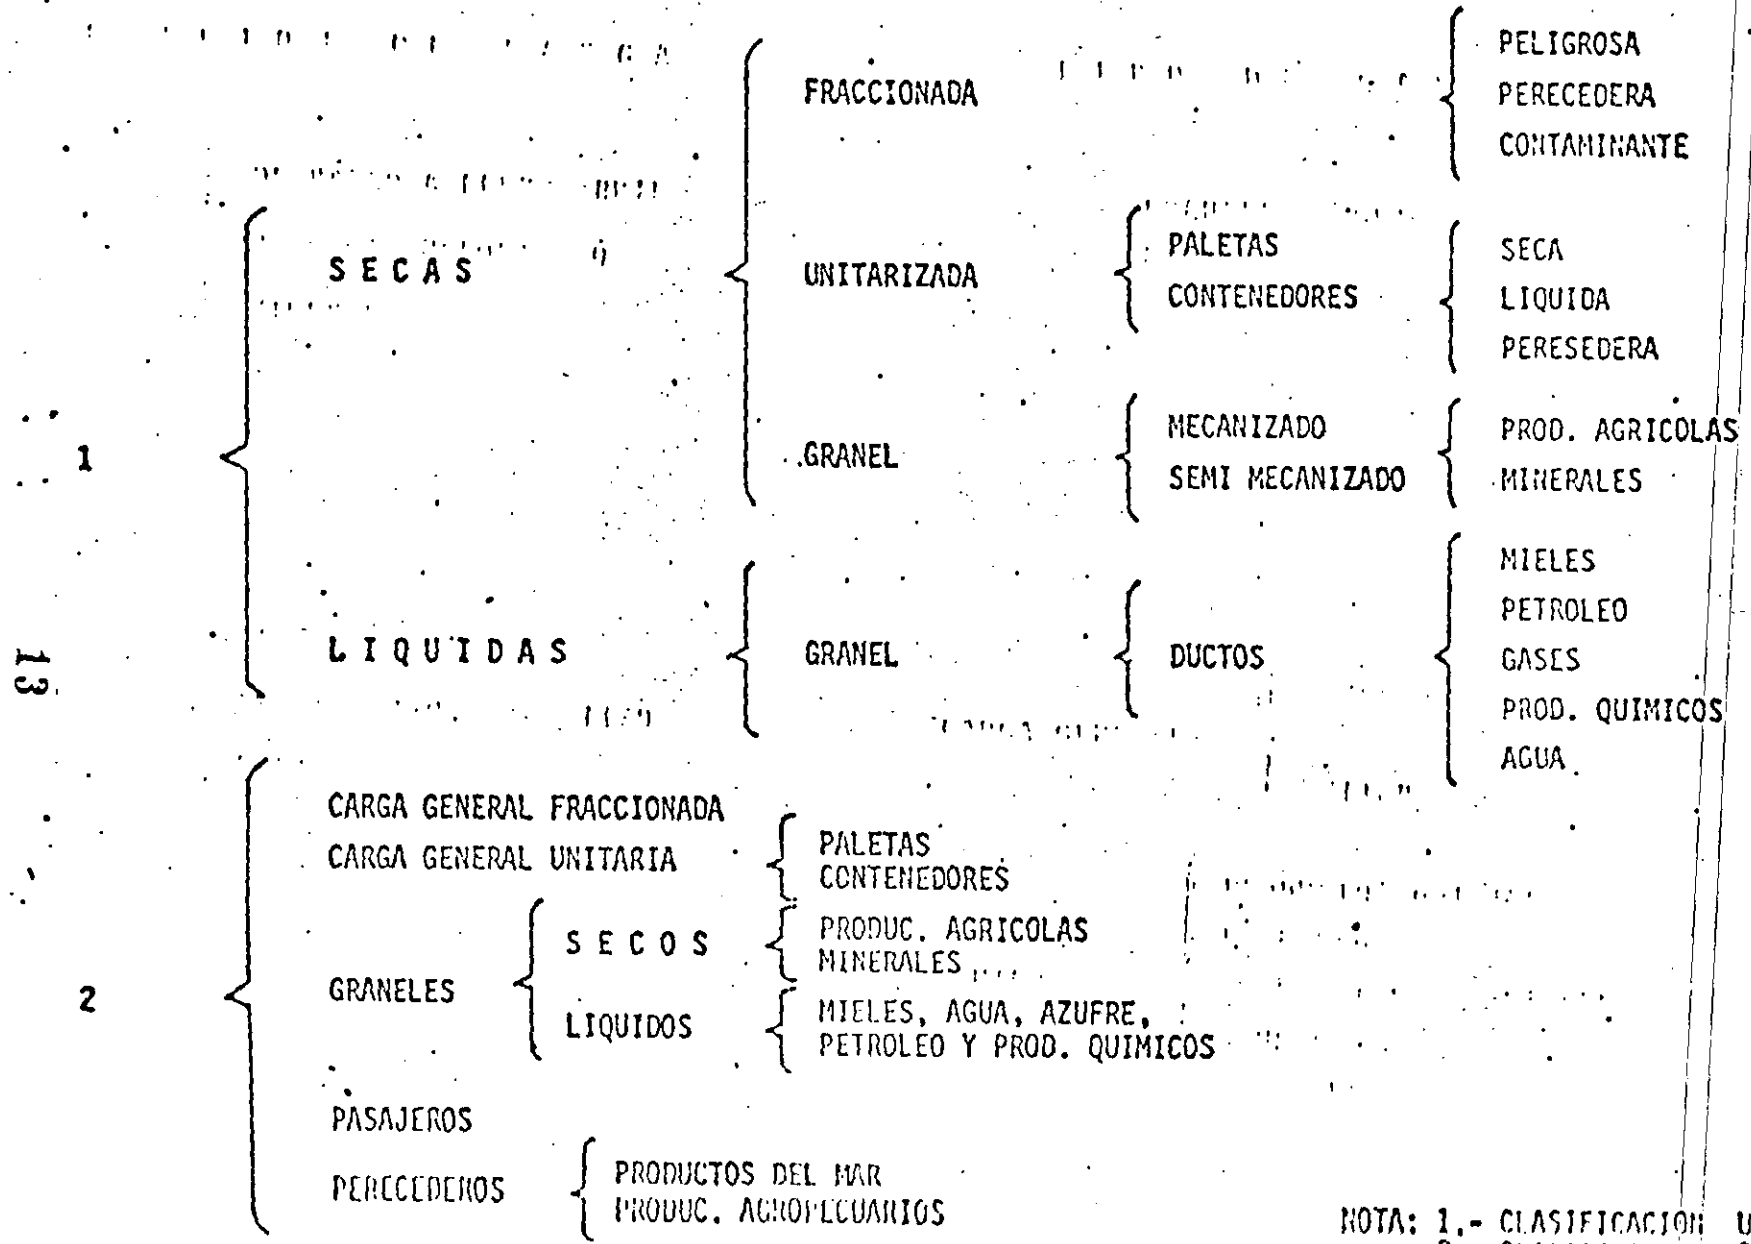 PELIGROSA
FRACCIONADA
PERECEDERA
CONTAMINANTE
SECAS
UNITARIZADA
PALETAS
CONTENEDORES
SECA
LIQUIDA
PERESEDERA
1
GRANEL
MECANIZADO
SEMI MECANIZADO
PROD. AGRICOLAS
MINERALES
LIQUIDAS
GRANEL
DUCTOS
MIELES
PETROLEO
GASES
PROD. QUIMICOS
AGUA
13
2
CARGA GENERAL FRACCIONADA
CARGA GENERAL UNITARIA
PALETAS
CONTENEDORES
GRANELES
SECOS
PRODUC. AGRICOLAS
MINERALES
LIQUIDOS
MIELES, AGUA, AZUFRE,
PETROLEO Y PROD. QUIMICOS
PASAJEROS
PERECEDEROS
PRODUCTOS DEL MAR
PRODUC. AGROPECUARIOS
NOTA: 1.- CLASIFICACION U